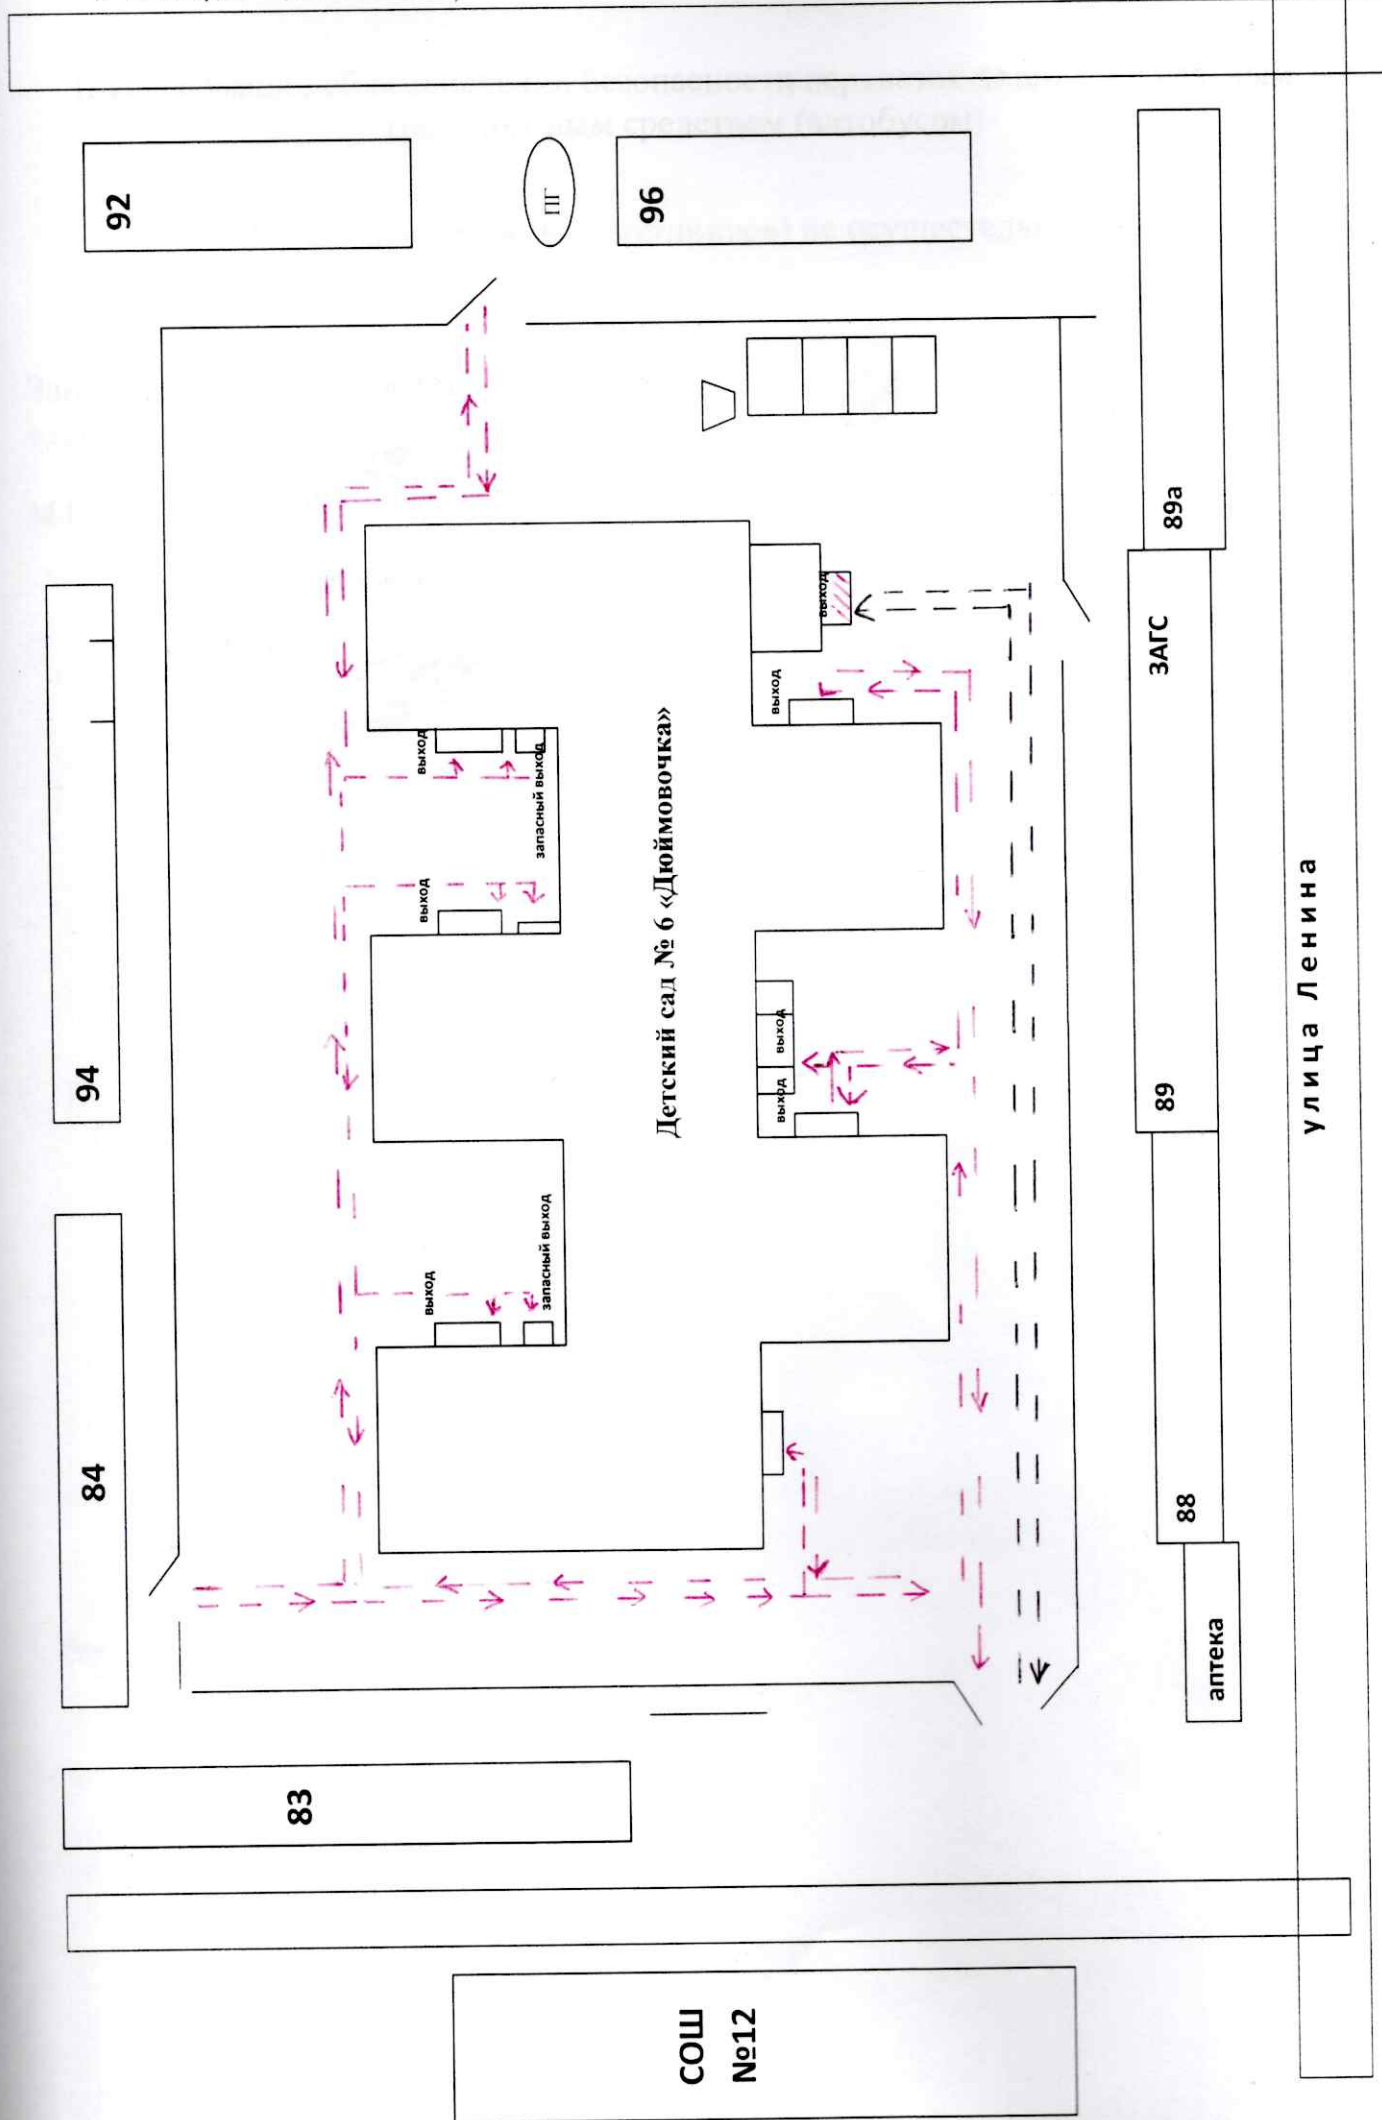 92
ПГ
96
94
84
83
выход
выход
запасный выход
выход
запасный выход
Детский сад № 6 «Дюймовочка»
выход
выход
выход
выход
89а
ЗАГС
89
88
аптека
улица Ленина
СОШ
№12